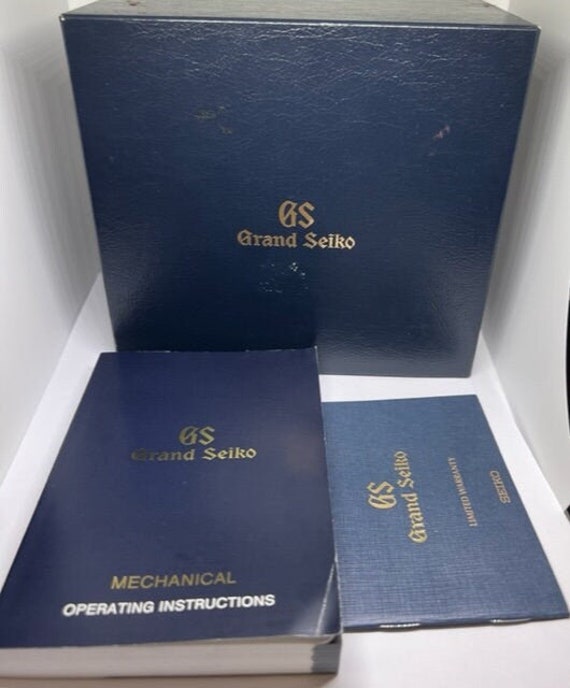 GS
Grand Seiko
GS
Grand Seiko
MECHANICAL
OPERATING INSTRUCTIONS
GS
Grand Seiko
LIMITED WARRANTY
SEIKO